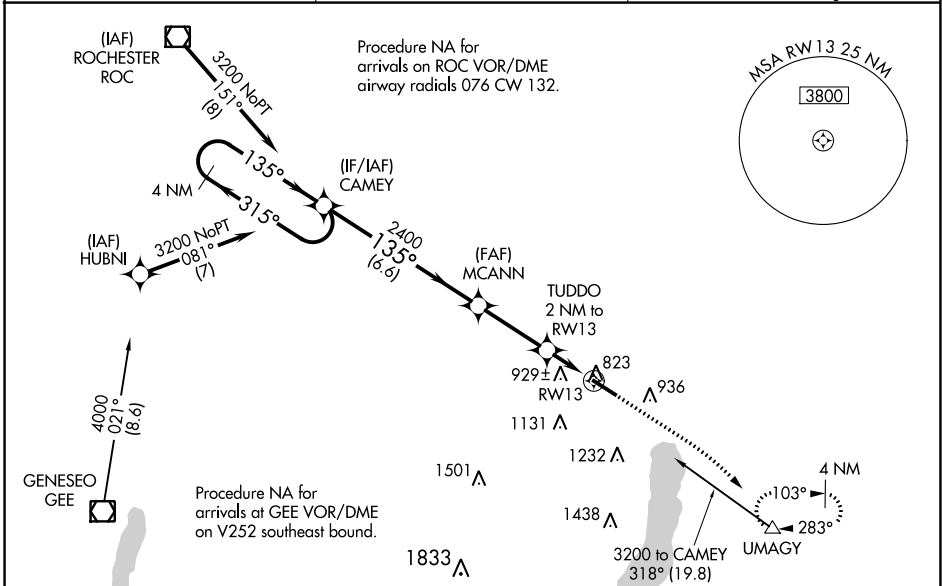 (IAF)
ROCHESTER
ROC
3200 NoPT
151°
(8)
Procedure NA for
arrivals on ROC VOR/DME
airway radials 076 CW 132.
MSA RW13 25 NM
3800
135°
4 NM
315°
(IF/IAF)
CAMEY
(IAF)
HUBNI
3200 NoPT
081°
(7)
2400
135°
(6.6)
(FAF)
MCANN
TUDDO
2 NM to
RW13
929±
823
RW13
936
1131
1232
4000
021°
(8.6)
GENESEO
GEE
1501
Procedure NA for
arrivals at GEE VOR/DME
on V252 southeast bound.
1438
1833
4 NM
103°
283°
UMAGY
3200 to CAMEY
318° (19.8)